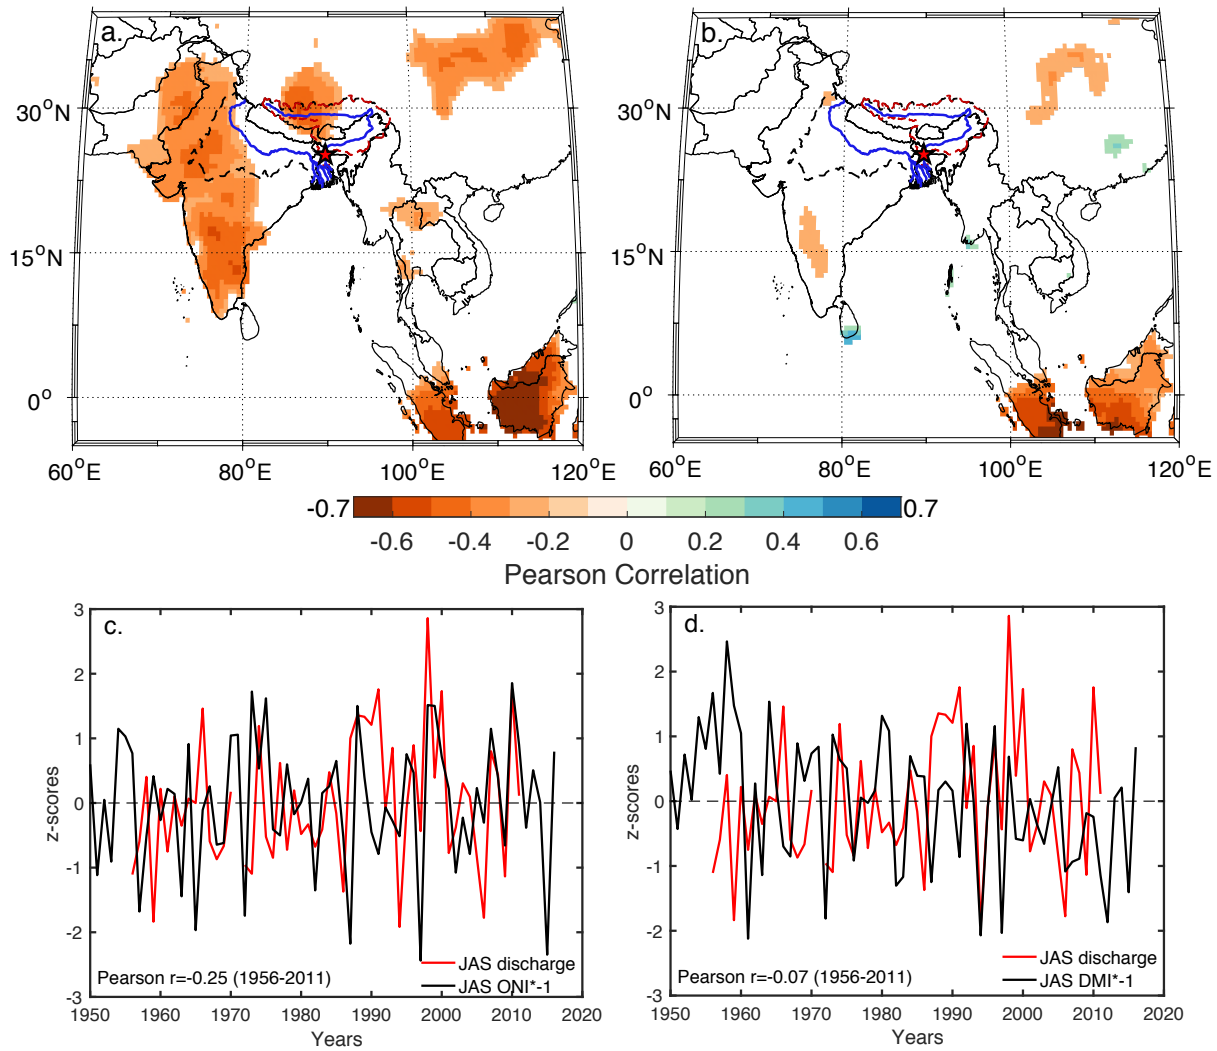 a.
b.
30°N
15°N
0°
60°E
80°E
100°E
120°E
30°N
15°N
0°
60°E
80°E
100°E
120°E
-0.7
0.7
-0.6
-0.4
-0.2
0
0.2
0.4
0.6
Pearson Correlation
c.
3
2
1
0
-1
-2
-3
z-scores
Pearson r=-0.25 (1956-2011)
JAS discharge
JAS ONI*-1
1950
1960
1970
1980
1990
2000
2010
2020
Years
d.
3
2
1
0
-1
-2
-3
z-scores
Pearson r=-0.07 (1956-2011)
JAS discharge
JAS DMI*-1
1950
1960
1970
1980
1990
2000
2010
2020
Years